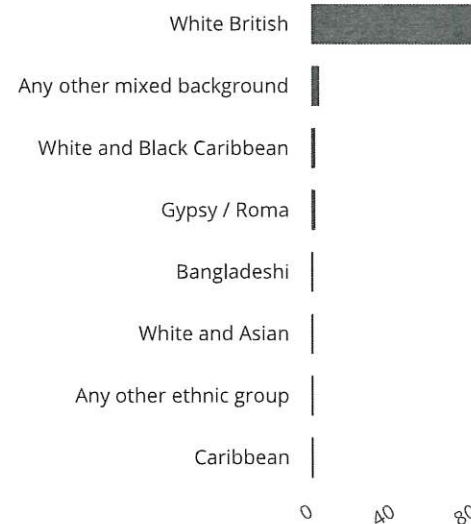 White British
Any other mixed background
White and Black Caribbean
Gypsy / Roma
Bangladeshi
White and Asian
Any other ethnic group
Caribbean
0 40 80